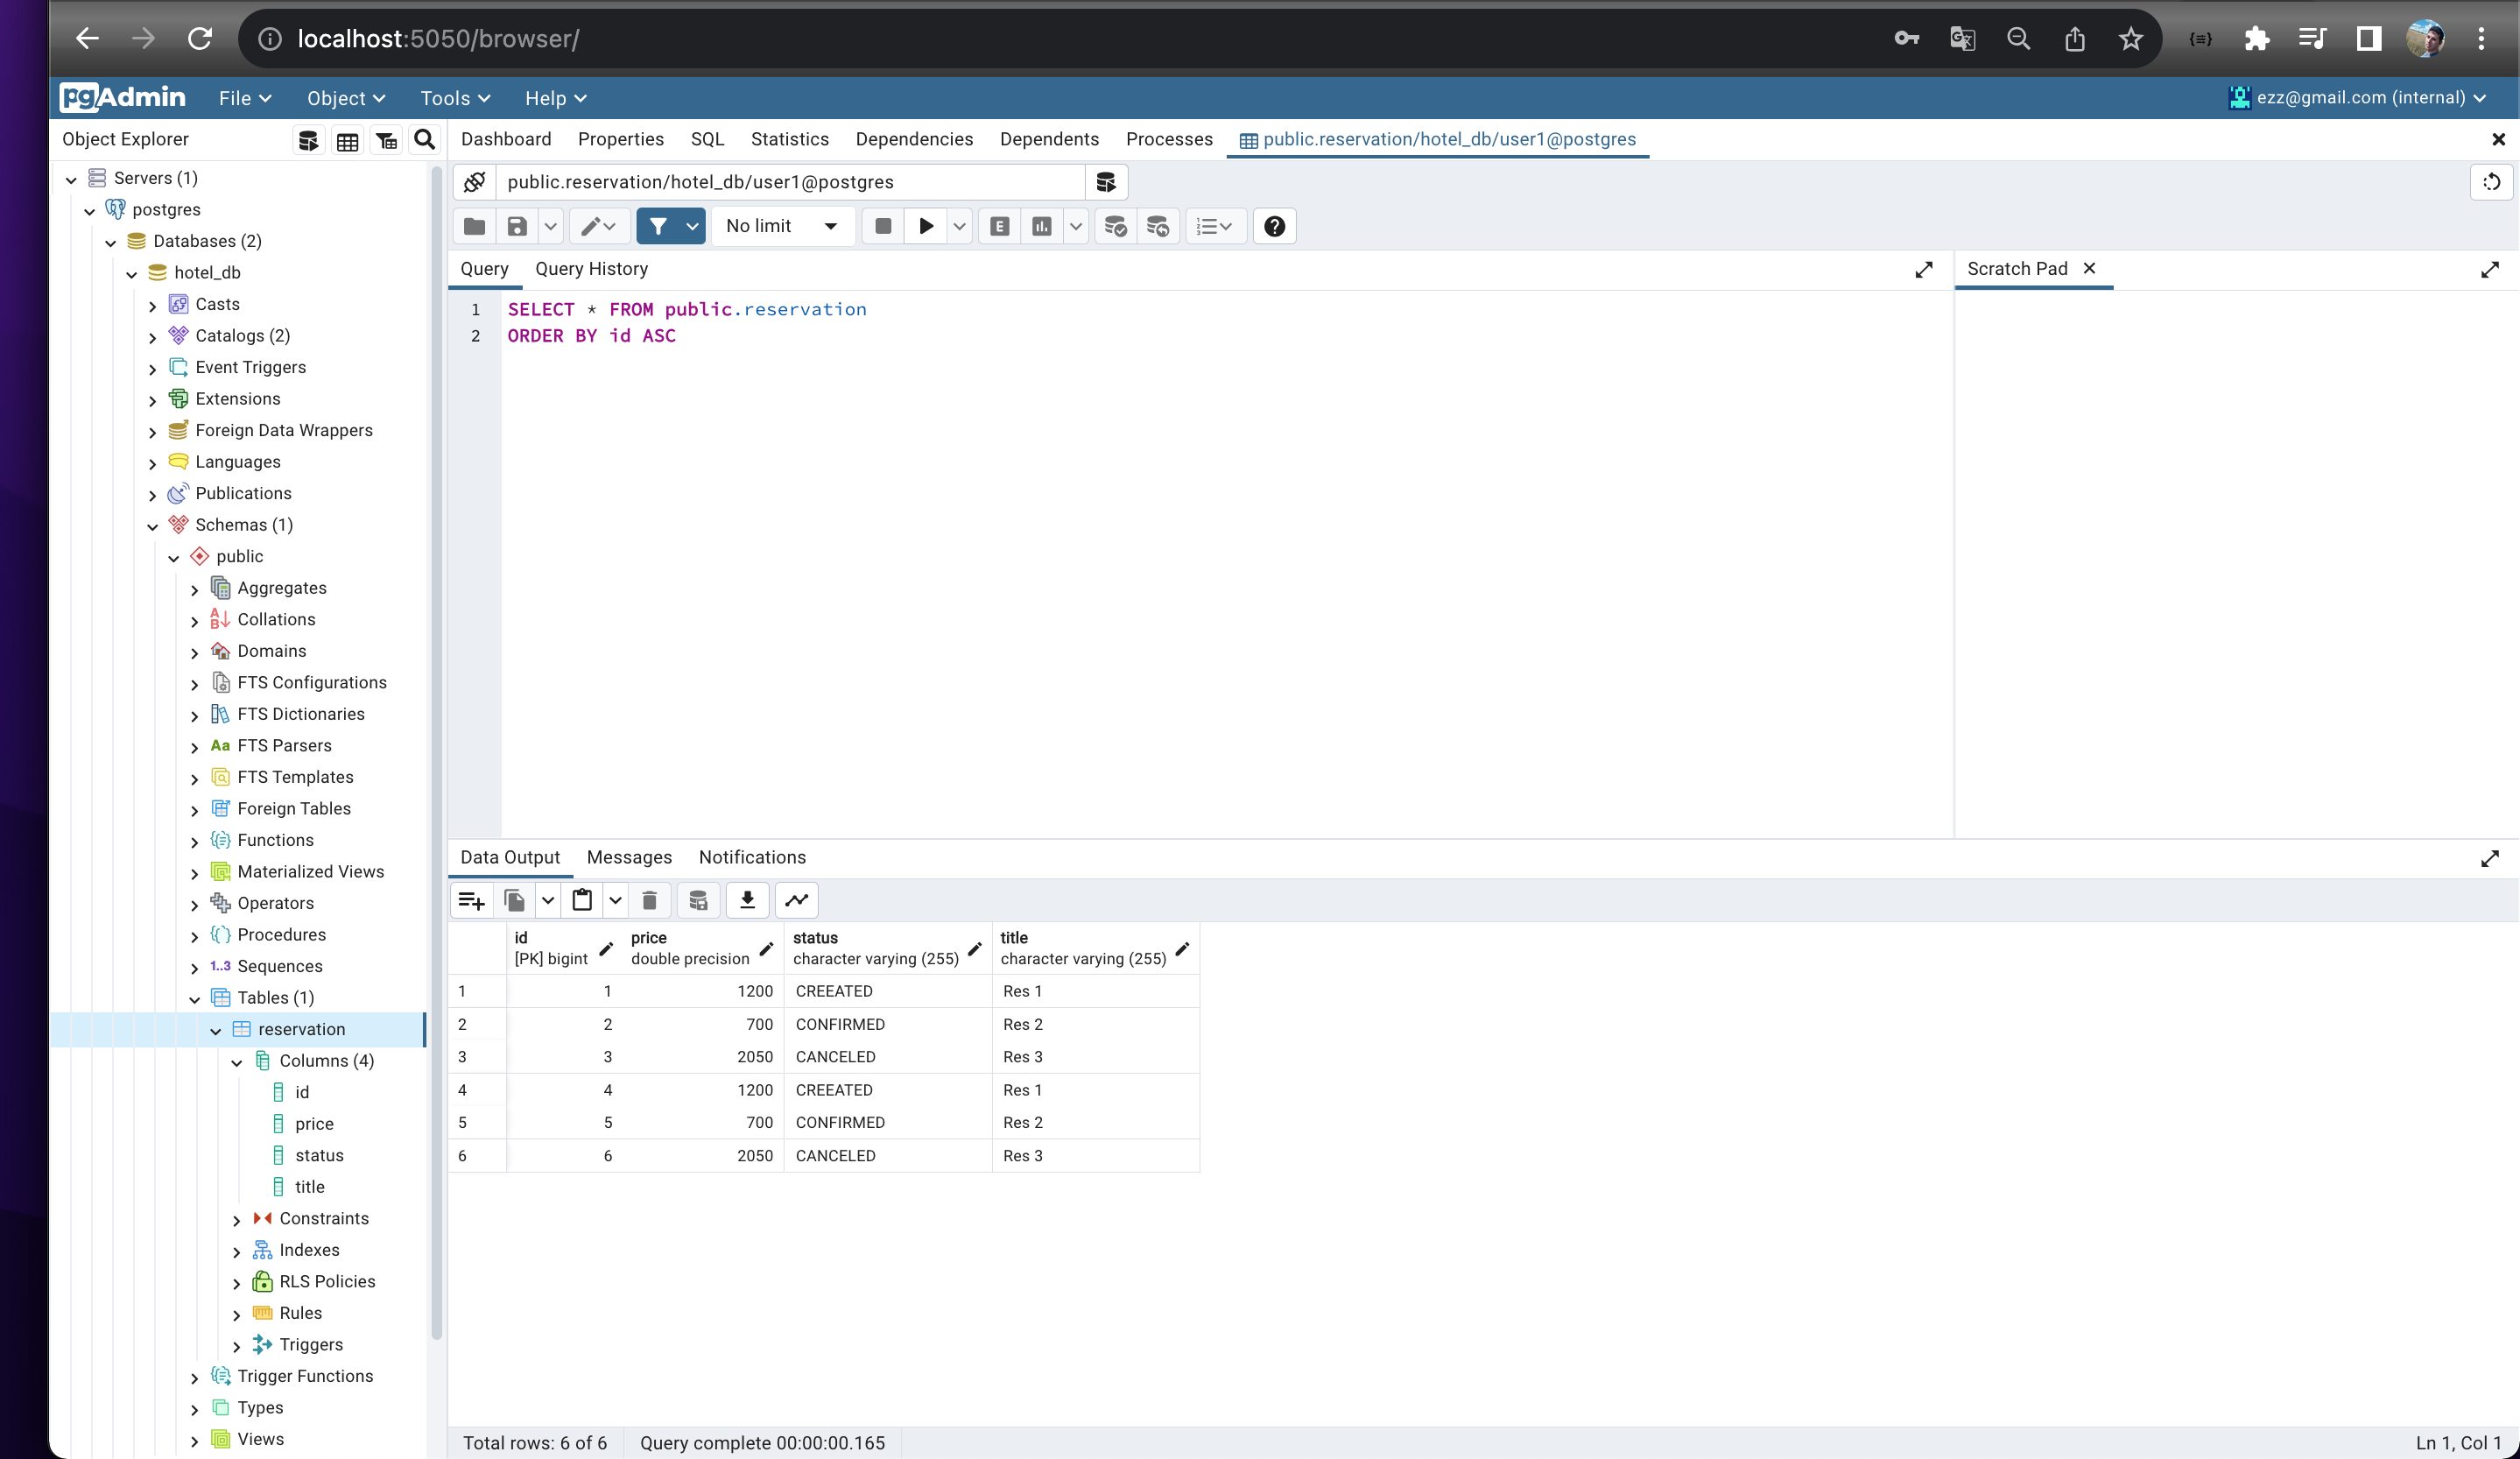 localhost:5050/browser/
pgAdmin File Object Tools Help ezz@gmail.com (internal)
Object Explorer
Dashboard Properties SQL Statistics Dependencies Dependents Processes public.reservation/hotel_db/user1@postgres
Servers (1)
postgres
Databases (2)
hotel_db
Casts
Catalogs (2)
Event Triggers
Extensions
Foreign Data Wrappers
Languages
Publications
Schemas (1)
public
Aggregates
Collations
Domains
FTS Configurations
FTS Dictionaries
Aa FTS Parsers
FTS Templates
Foreign Tables
Functions
Materialized Views
Operators
Procedures
1..3 Sequences
Tables (1)
reservation
Columns (4)
id
price
status
title
Constraints
Indexes
RLS Policies
Rules
Triggers
Trigger Functions
Types
Views
public.reservation/hotel_db/user1@postgres
No limit E
Query Query History
Scratch Pad
1 SELECT * FROM public.reservation
2 ORDER BY id ASC
Data Output Messages Notifications
id price status title
[PK] bigint double precision character varying (255) character varying (255)
1 1 1200 CREEATED Res 1
2 2 700 CONFIRMED Res 2
3 3 2050 CANCELED Res 3
4 4 1200 CREEATED Res 1
5 5 700 CONFIRMED Res 2
6 6 2050 CANCELED Res 3
Total rows: 6 of 6 Query complete 00:00:00.165 Ln 1, Col 1